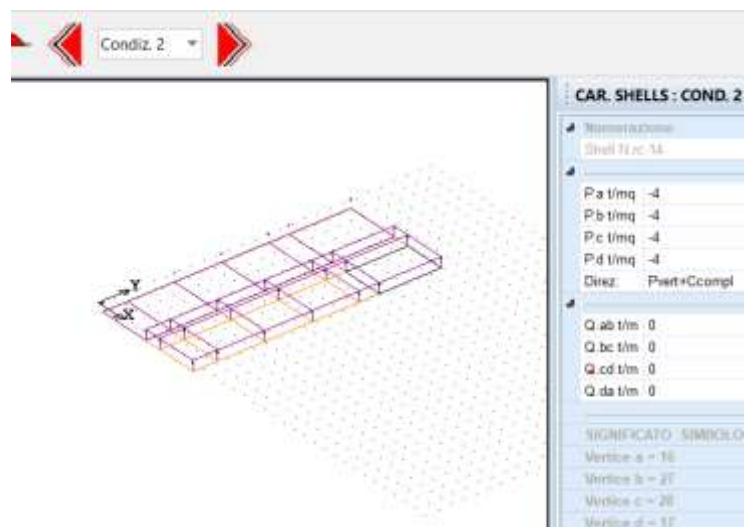 Condiz. 2
CAR. SHELLS : COND. 2
Numerazione
Shell N.ro 14
P.a t/mq -4
P.b t/mq -4
P.c t/mq -4
P.d t/mq -4
Direz. Pvert+Ccompl
Q.ab t/m 0
Q.bc t/m 0
Q.cd t/m 0
Q.da t/m 0
SIGNIFICATO SIMBOLO
Vertice a = 16
Vertice b = 27
Vertice c = 28
Vertice d = 17
Y
X